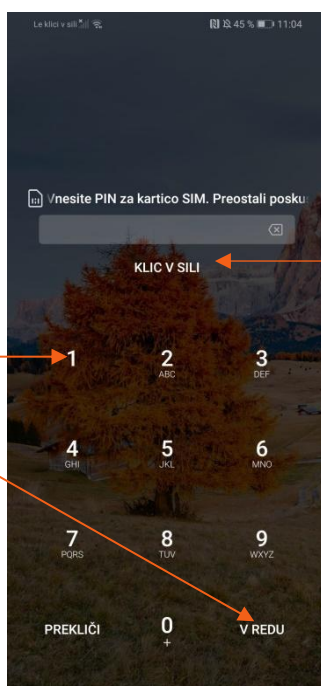 Le klici v sili 45 % 11:04
Vnesite PIN za kartico SIM. Preostali posku
KLIC V SILI
1 2 3
ABC DEF
4 5 6
GHI JKL MNO
7 8 9
PQRS TUV WXYZ
PREKLIČI 0 V REDU
+